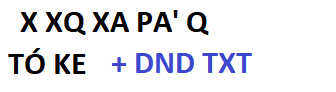 X XQ XA PA' Q
TÓ KE + DND TXT